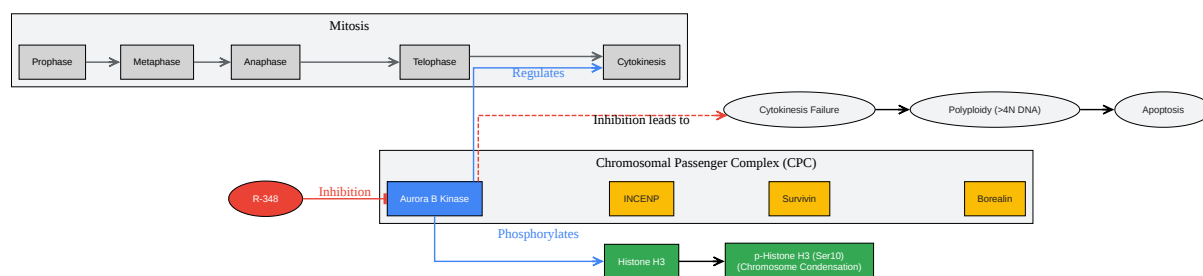 Mitosis
Prophase
Metaphase
Anaphase
Telophase
Cytokinesis
Regulates
Cytokinesis Failure
Polyploidy (>4N DNA)
Apoptosis
Inhibition leads to
Chromosomal Passenger Complex (CPC)
R-348
Inhibition
Aurora B Kinase
INCENP
Survivin
Borealin
Phosphorylates
Histone H3
p-Histone H3 (Ser10)
(Chromosome Condensation)